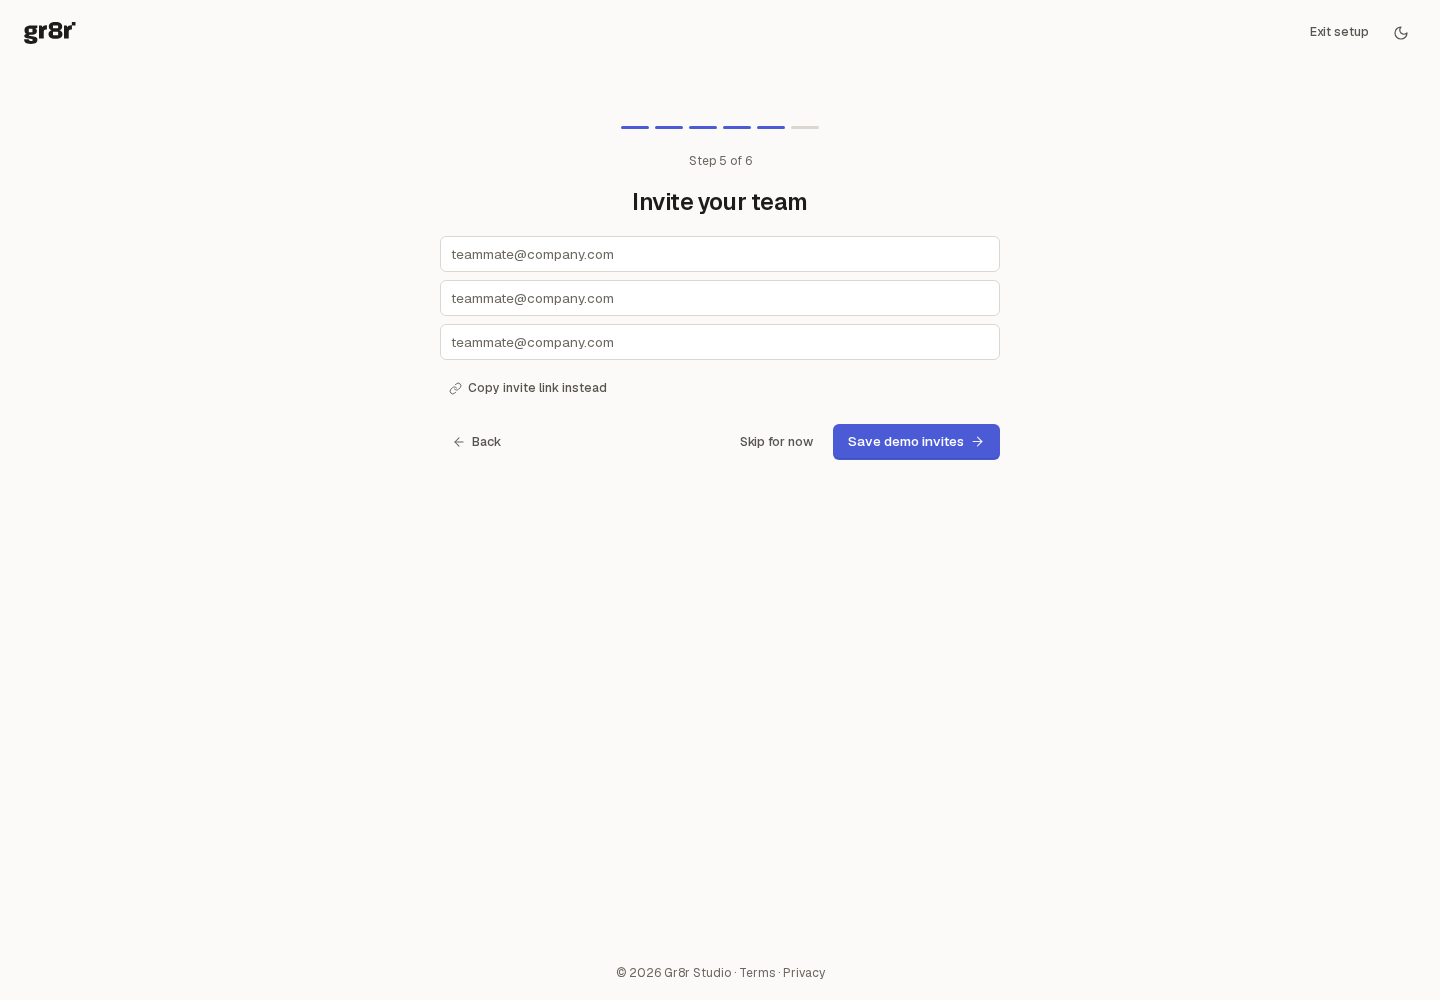 gr8r
Exit setup
Step 5 of 6
Invite your team
teammate@company.com
teammate@company.com
teammate@company.com
Copy invite link instead
Back
Skip for now
Save demo invites
© 2026 Gr8r Studio · Terms · Privacy